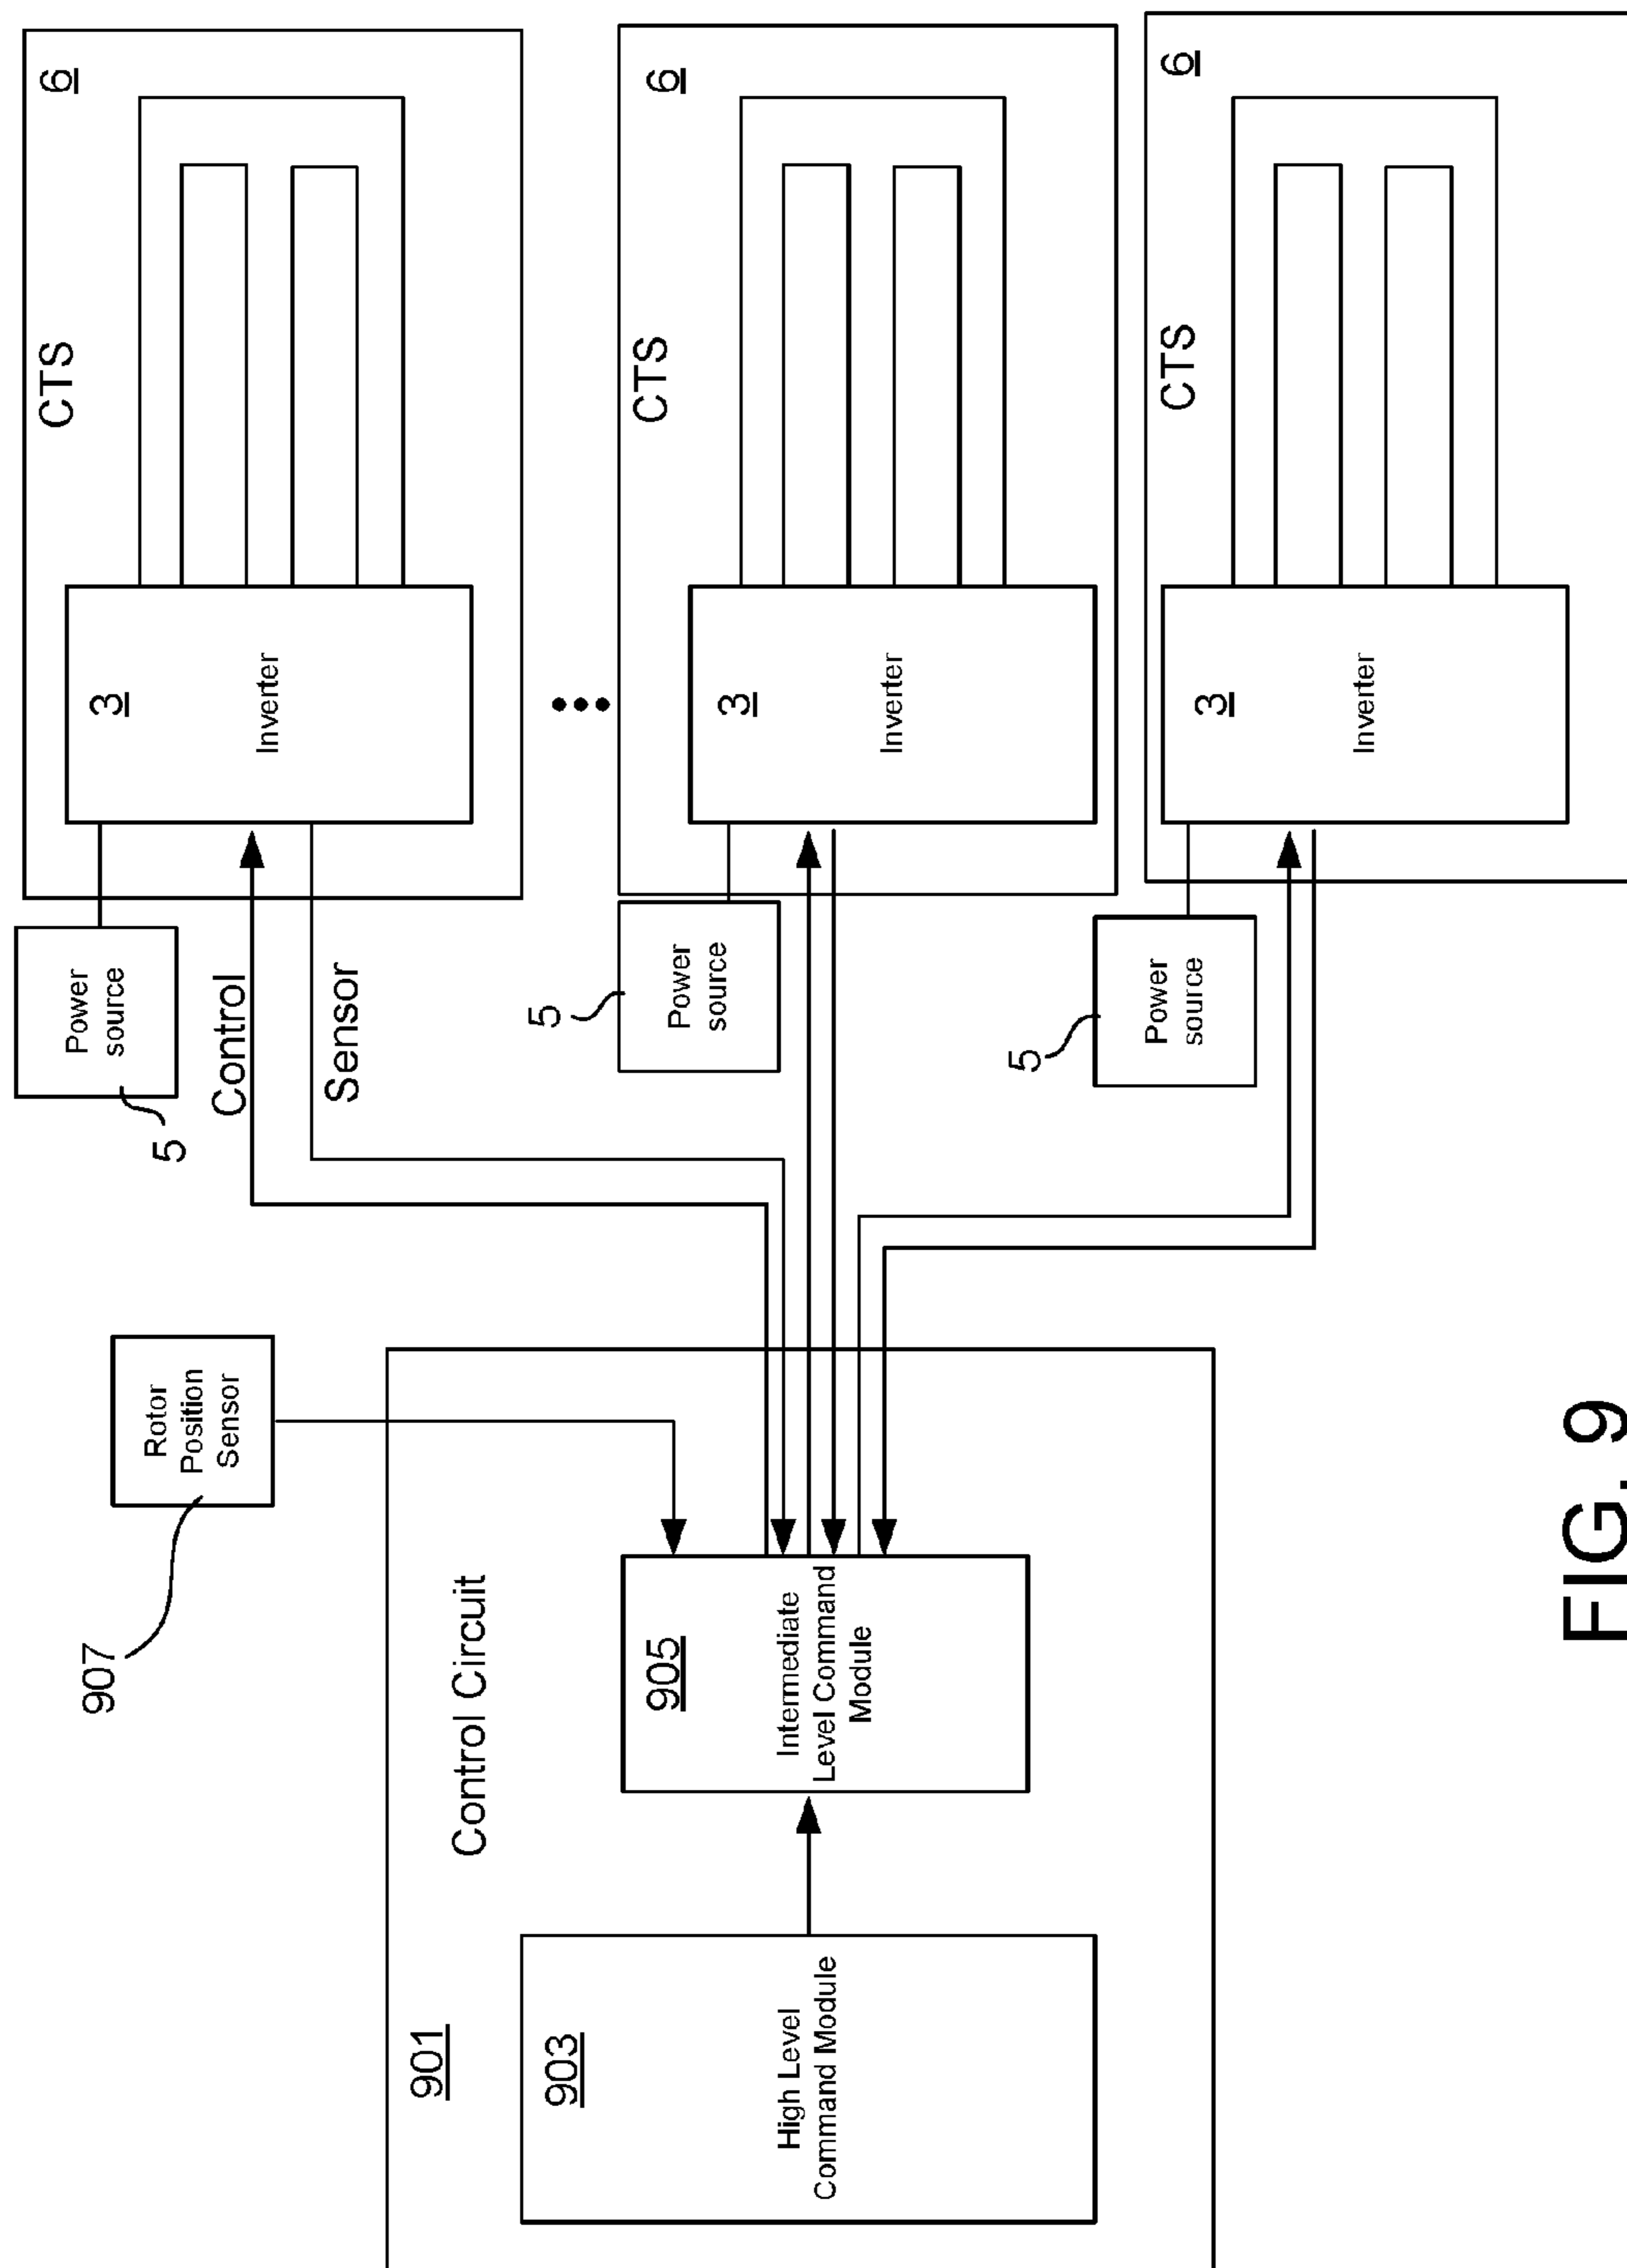 901
Control Circuit
903
High Level
Command Module
905
Intermediate
Level Command
Module
907
Rotor
Position
Sensor
Control
Sensor
5
Power
source
CTS
6
3
Inverter
5
Power
source
CTS
6
3
Inverter
5
Power
source
CTS
6
3
Inverter
FIG. 9